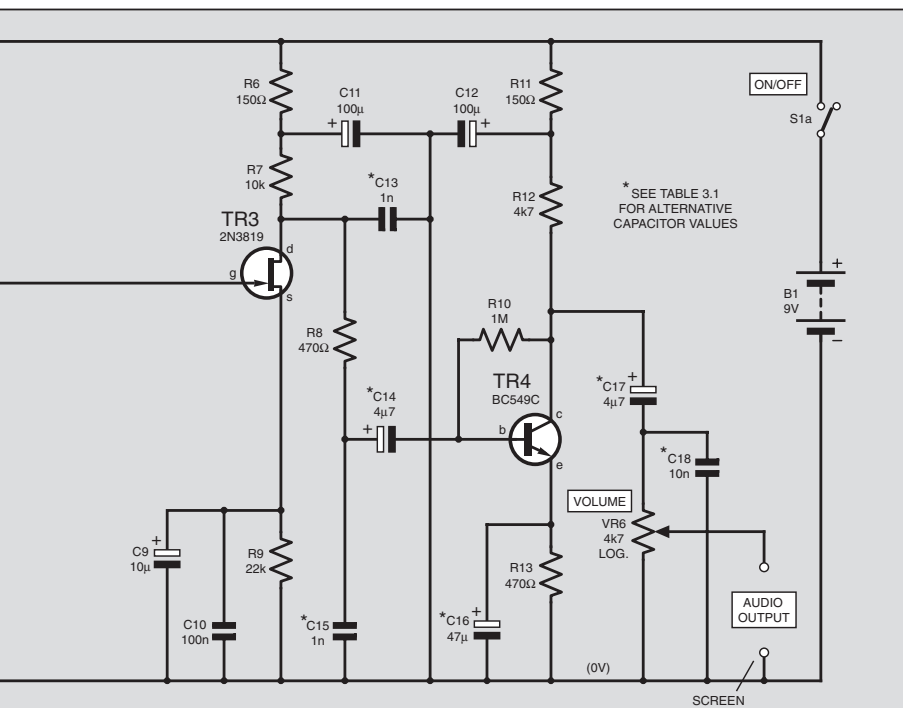 R6
150Ω
C11
100µ
+
C12
100µ
+
R11
150Ω
ON/OFF
S1a
R7
10k
*C13
1n
R12
4k7
* SEE TABLE 3.1
FOR ALTERNATIVE
CAPACITOR VALUES
TR3
2N3819
d
g
s
+
B1
9V
−
R10
1M
R8
470Ω
TR4
BC549C
*C14
4µ7
+
*C17
4µ7
+
c
b
e
*C18
10n
VOLUME
VR6
4k7
LOG.
C9
10µ
+
R9
22k
R13
470Ω
C10
100n
*C15
1n
*C16
47µ
+
AUDIO
OUTPUT
(0V)
SCREEN